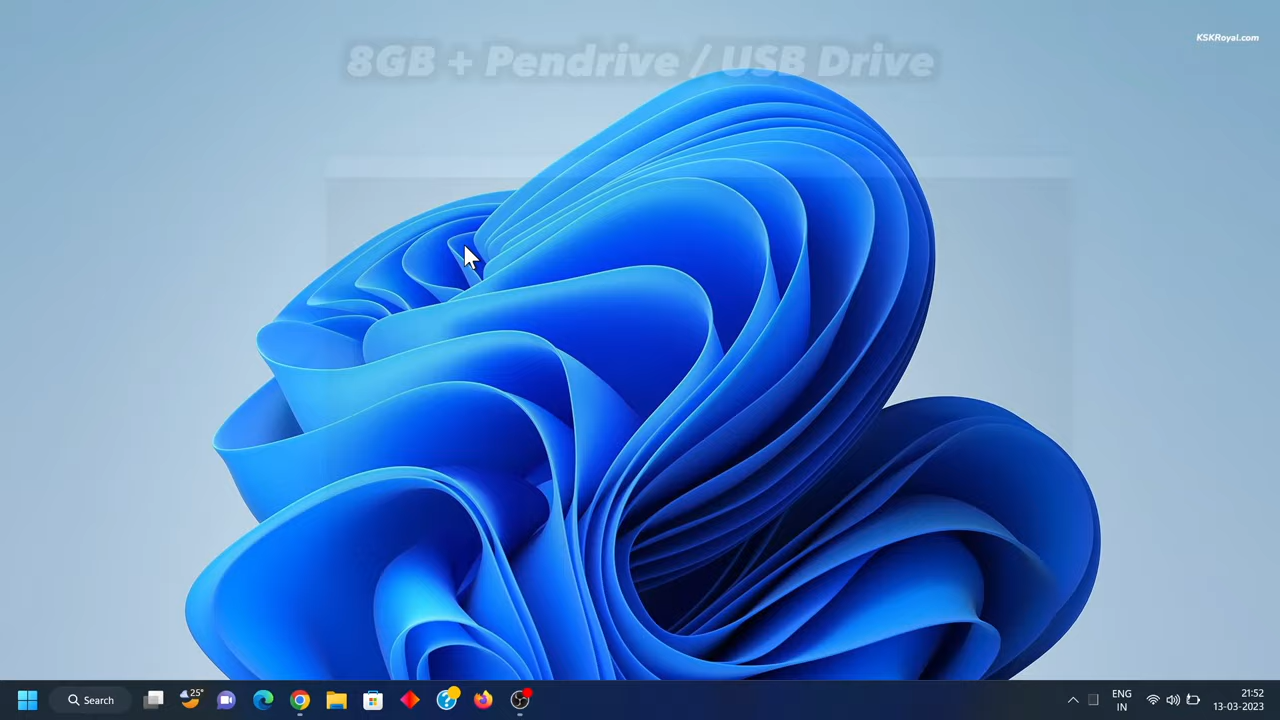 8GB + Pendrive / USB Drive
KSKRoyal.com
Search
25°
ENG
IN
21:52
13-03-2023